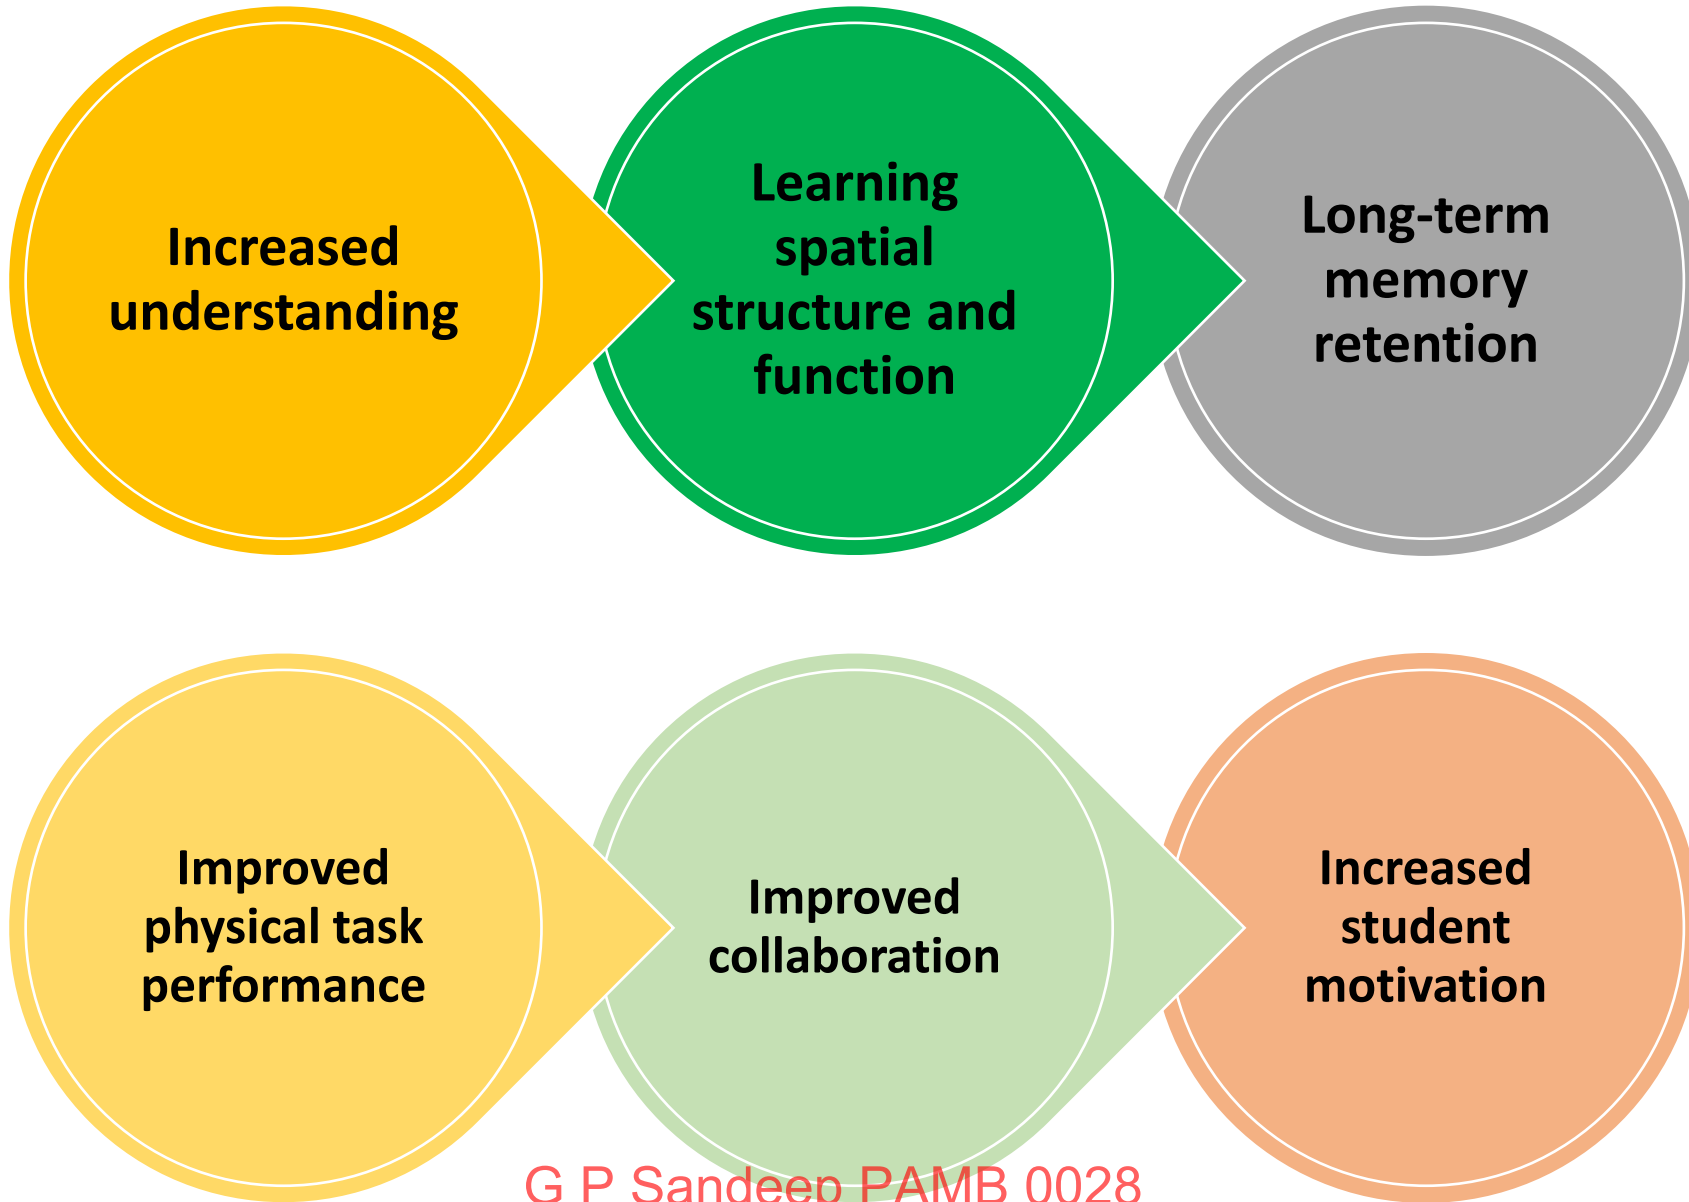 Increased
understanding
Learning
spatial
structure and
function
Long-term
memory
retention
Improved
physical task
performance
Improved
collaboration
Increased
student
motivation
G P Sandeep PAMB 0028